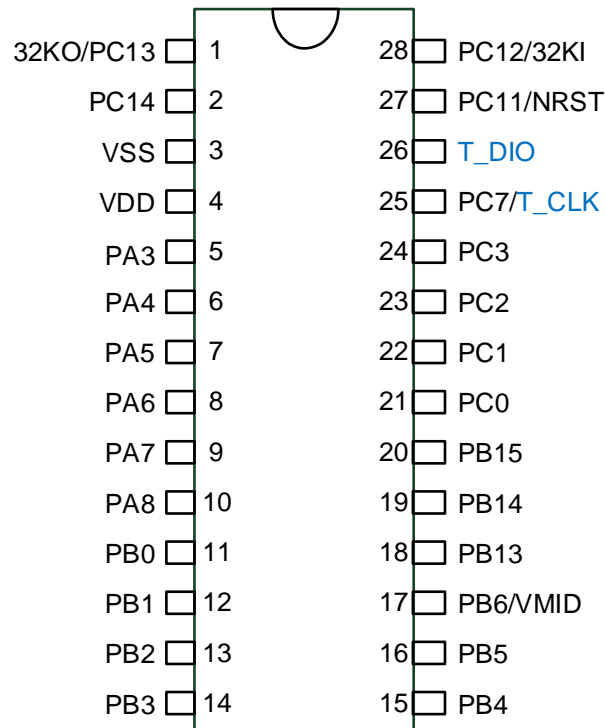 32KO/PC13 1 28 PC12/32KI
PC14 2 27 PC11/NRST
VSS 3 26 T_DIO
VDD 4 25 PC7/T_CLK
PA3 5 24 PC3
PA4 6 23 PC2
PA5 7 22 PC1
PA6 8 21 PC0
PA7 9 20 PB15
PA8 10 19 PB14
PB0 11 18 PB13
PB1 12 17 PB6/VMID
PB2 13 16 PB5
PB3 14 15 PB4